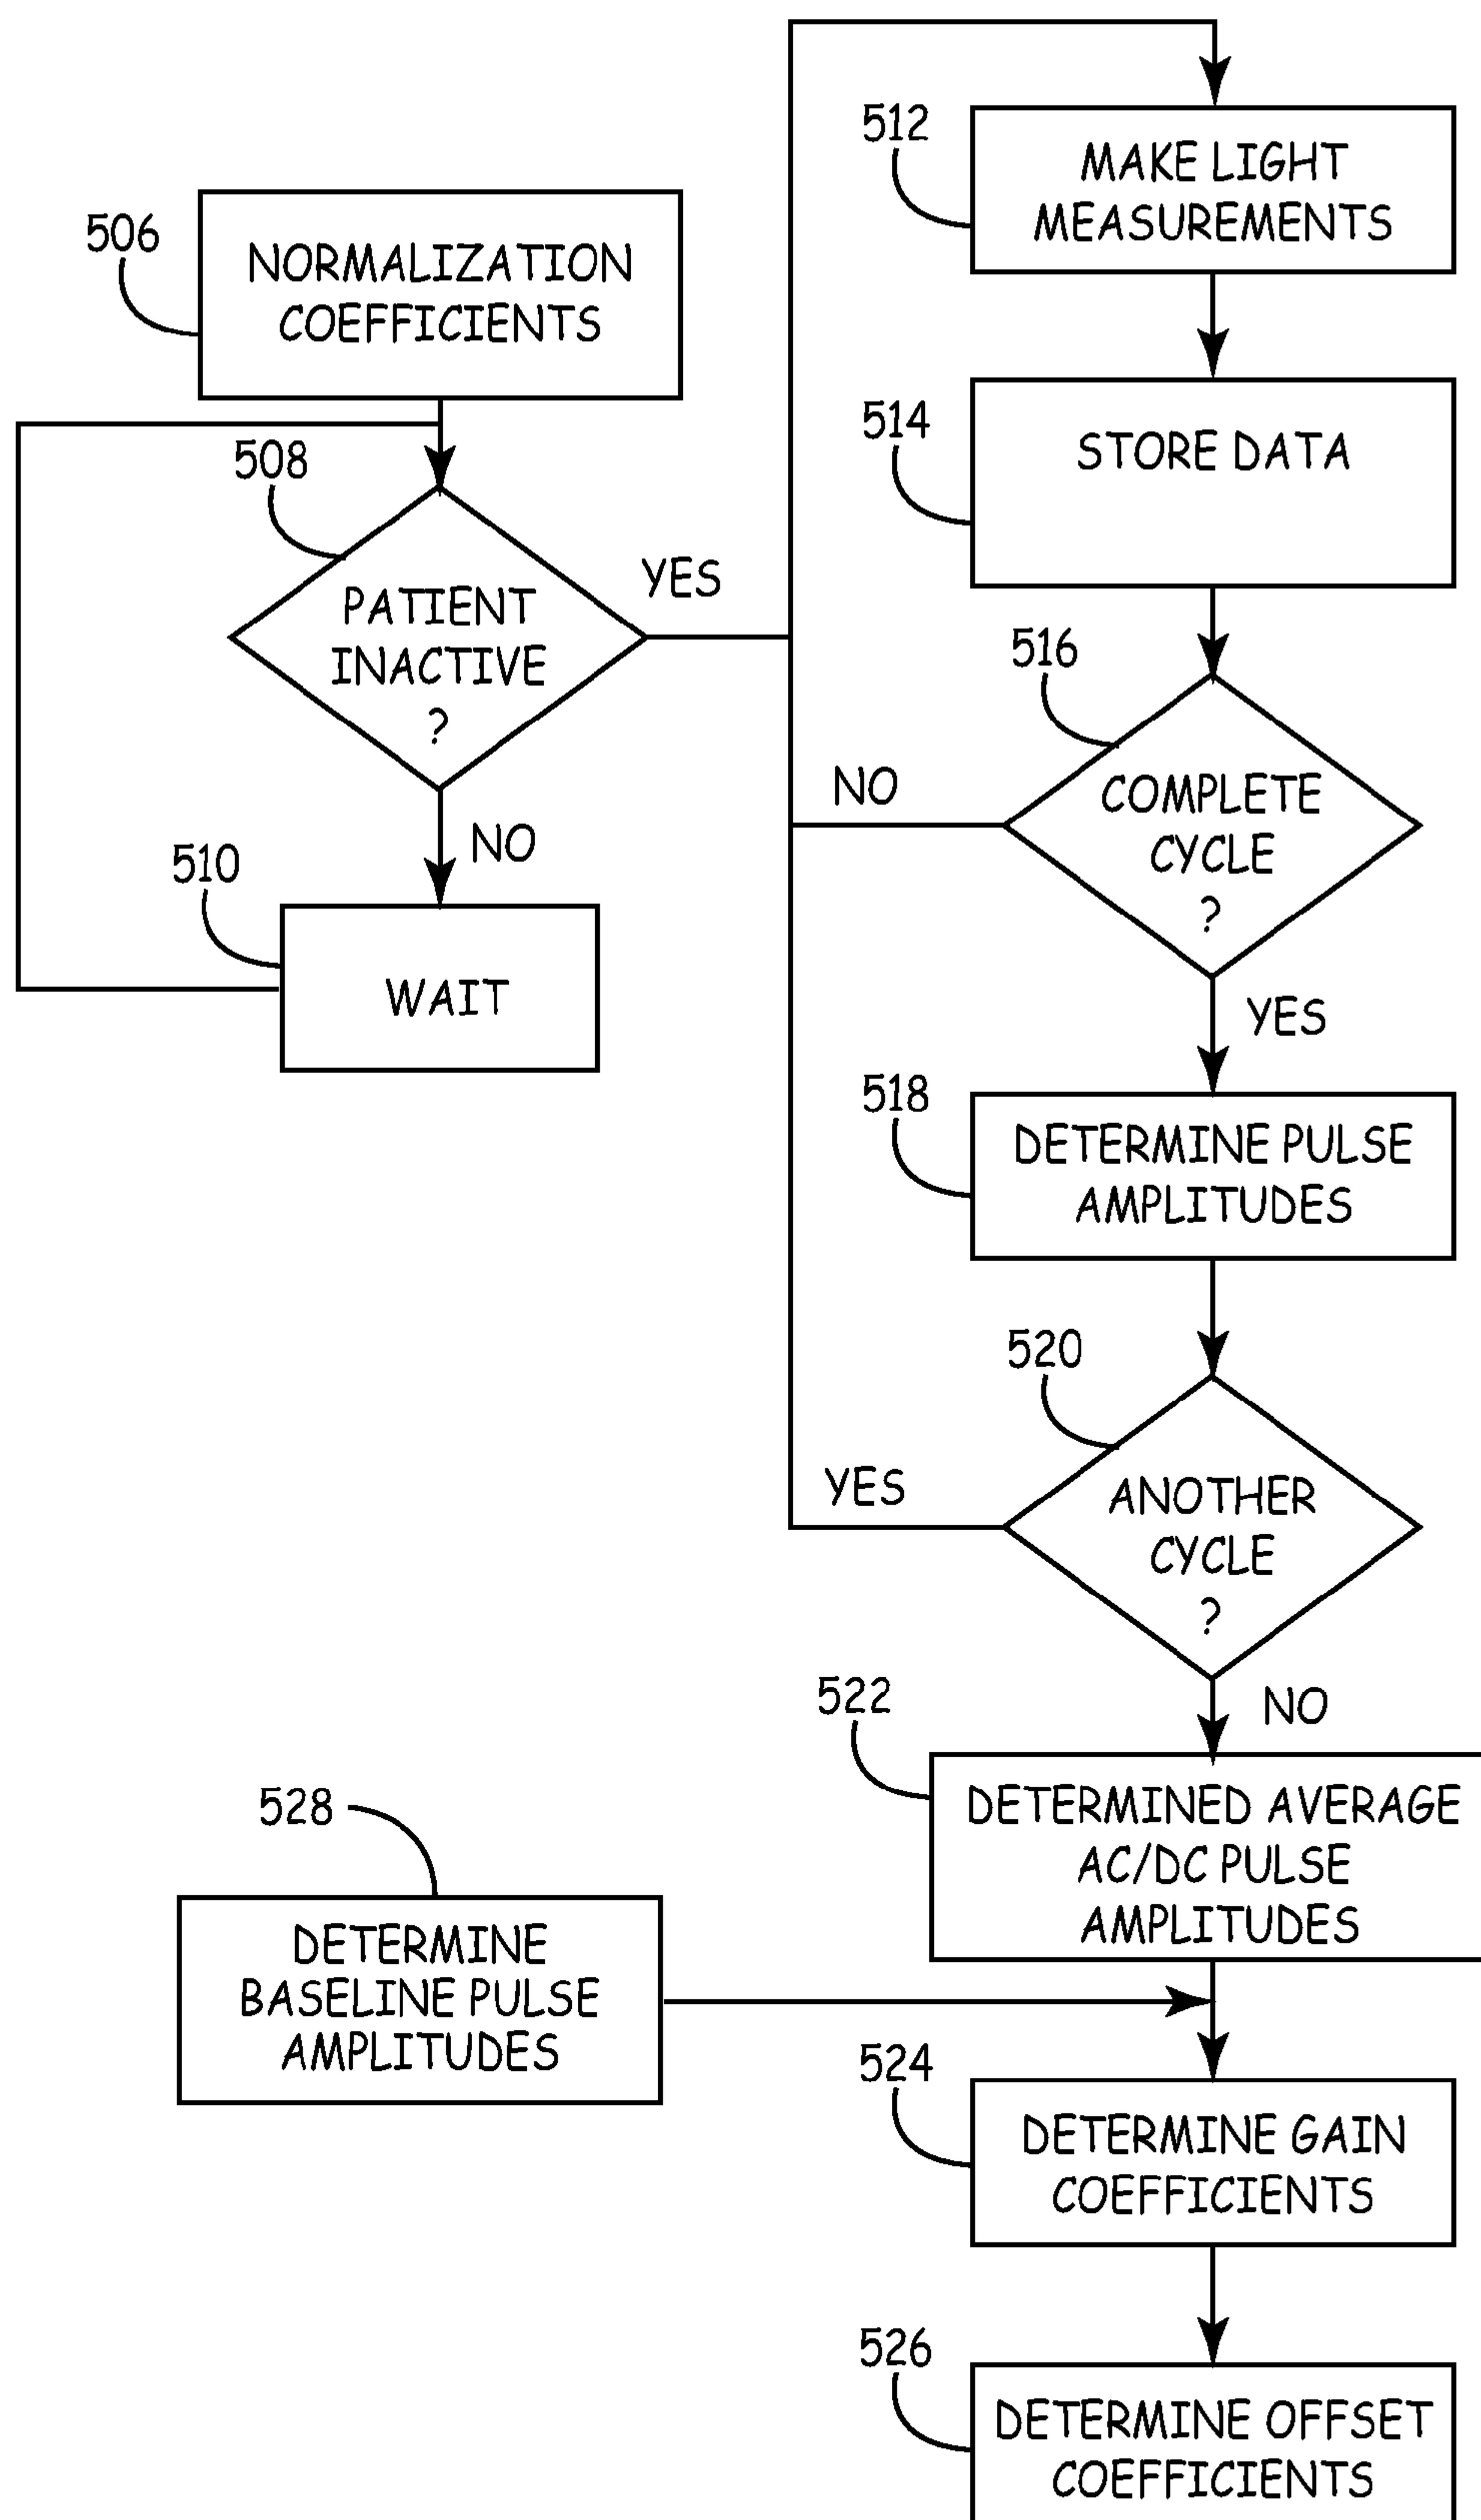 506
NORMALIZATION
COEFFICIENTS
508
PATIENT
INACTIVE
?
YES
NO
510
WAIT
512
MAKE LIGHT
MEASUREMENTS
514
STORE DATA
516
COMPLETE
CYCLE
?
NO
YES
518
DETERMINE PULSE
AMPLITUDES
520
ANOTHER
CYCLE
?
YES
NO
522
DETERMINED AVERAGE
AC/DC PULSE
AMPLITUDES
528
DETERMINE
BASELINE PULSE
AMPLITUDES
524
DETERMINE GAIN
COEFFICIENTS
526
DETERMINE OFFSET
COEFFICIENTS